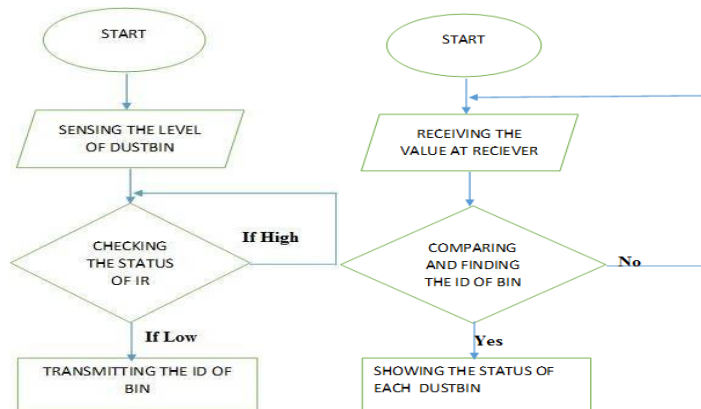 START
SENSING THE LEVEL
OF DUSTBIN
CHECKING
THE STATUS
OF IR
If High
If Low
TRANSMITTING THE ID OF
BIN
START
RECEIVING THE
VALUE AT RECIEVER
COMPARING
AND FINDING
THE ID OF BIN
No
Yes
SHOWING THE STATUS OF
EACH DUSTBIN